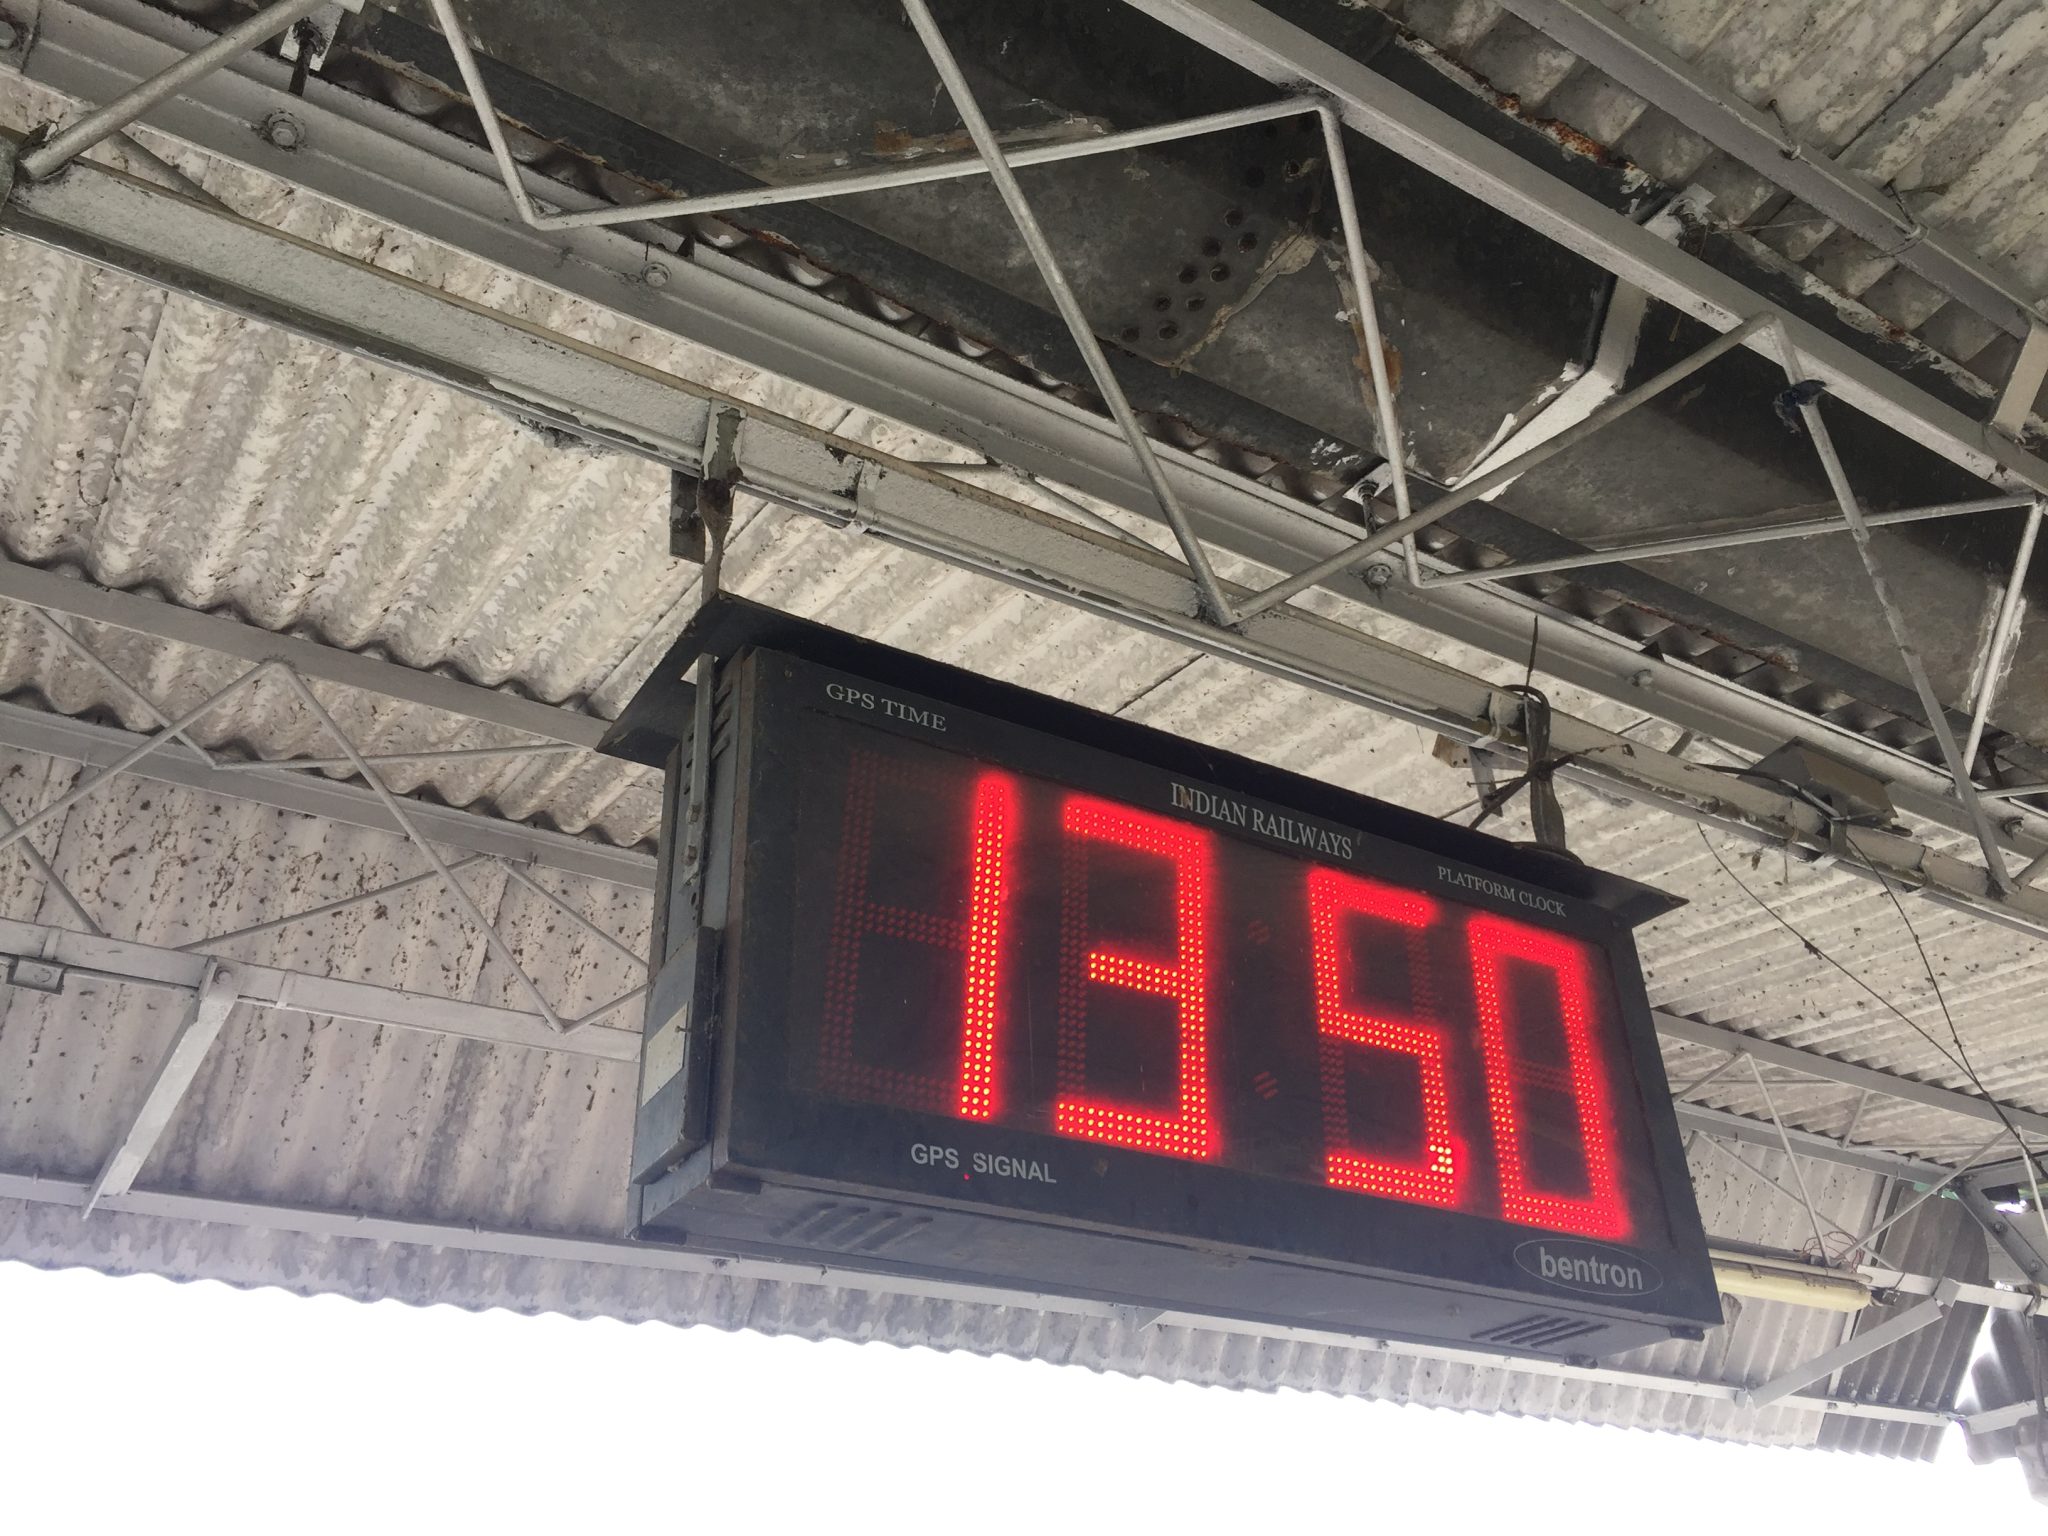 GPS TIME
INDIAN RAILWAYS
PLATFORM CLOCK
13 50
GPS SIGNAL
bentron